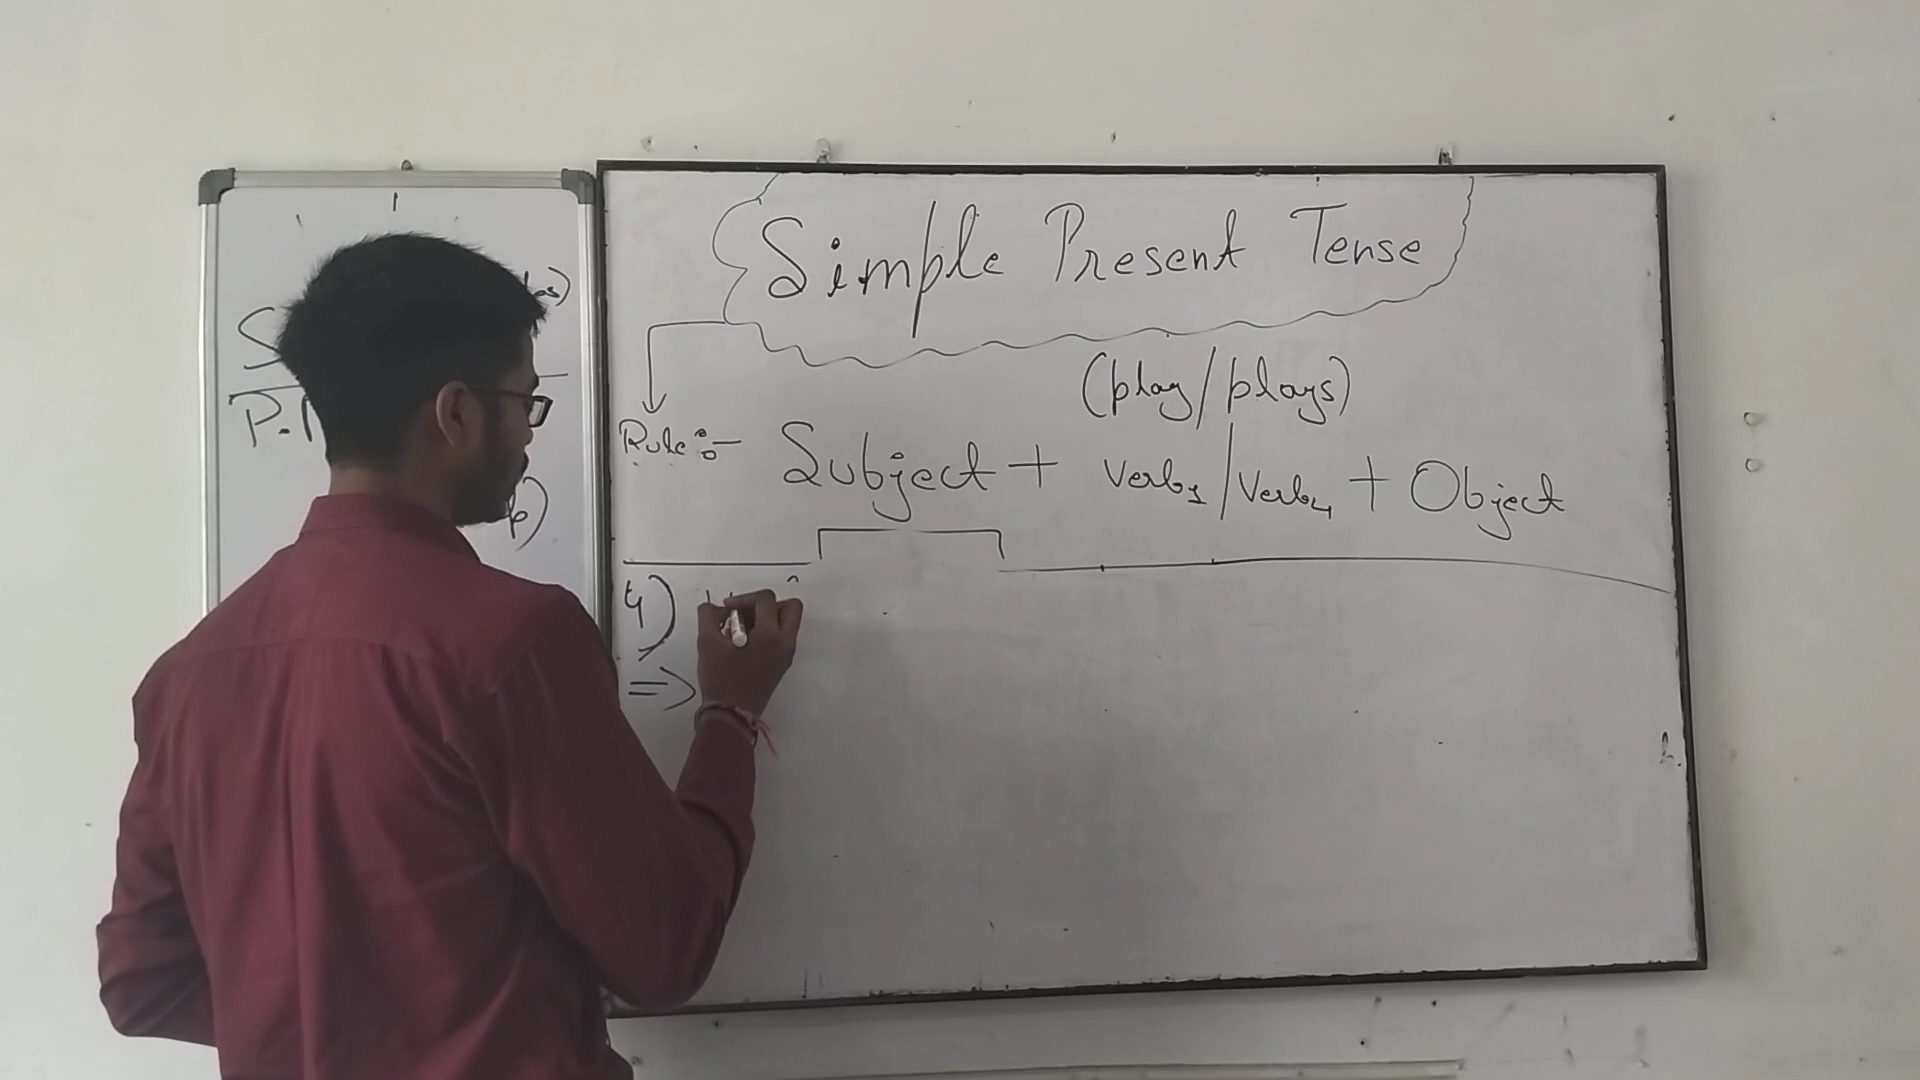 Simple Present Tense
(play/plays)
Rule:- Subject + Verb₁/Verb₄ + Object
4)
⇒